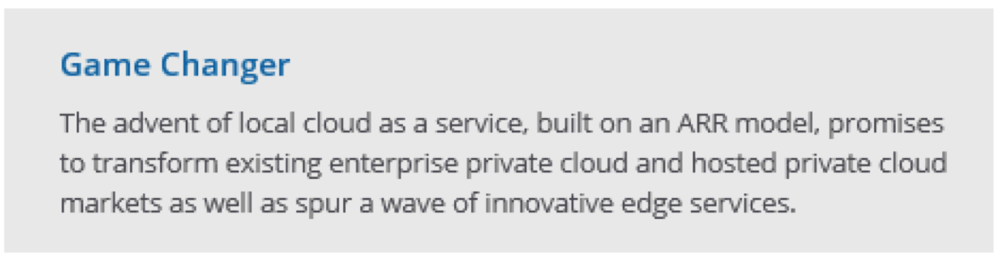 Game Changer
The advent of local cloud as a service, built on an ARR model, promises
to transform existing enterprise private cloud and hosted private cloud
markets as well as spur a wave of innovative edge services.